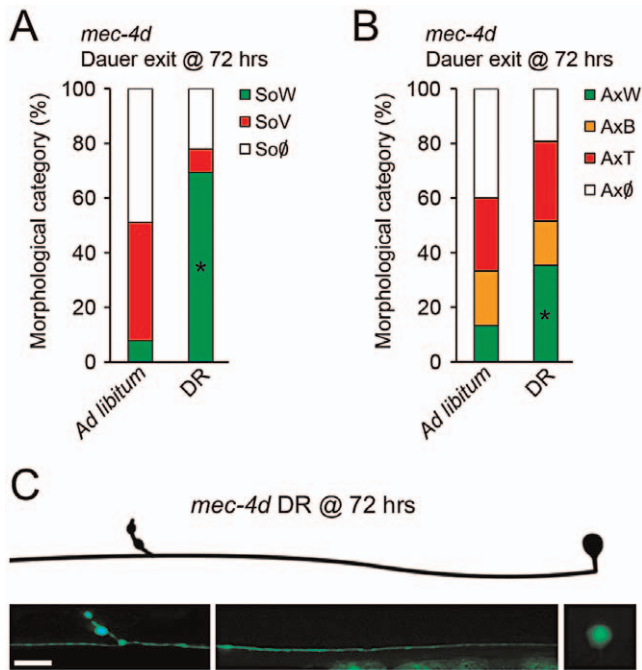 A
mec-4d
Dauer exit @ 72 hrs
Morphological category (%)
100
80
60
40
20
0
Ad libitum
DR
*
SoW
SoV
SoØ
B
mec-4d
Dauer exit @ 72 hrs
Morphological category (%)
100
80
60
40
20
0
Ad libitum
DR
*
AxW
AxB
AxT
AxØ
C
mec-4d DR @ 72 hrs